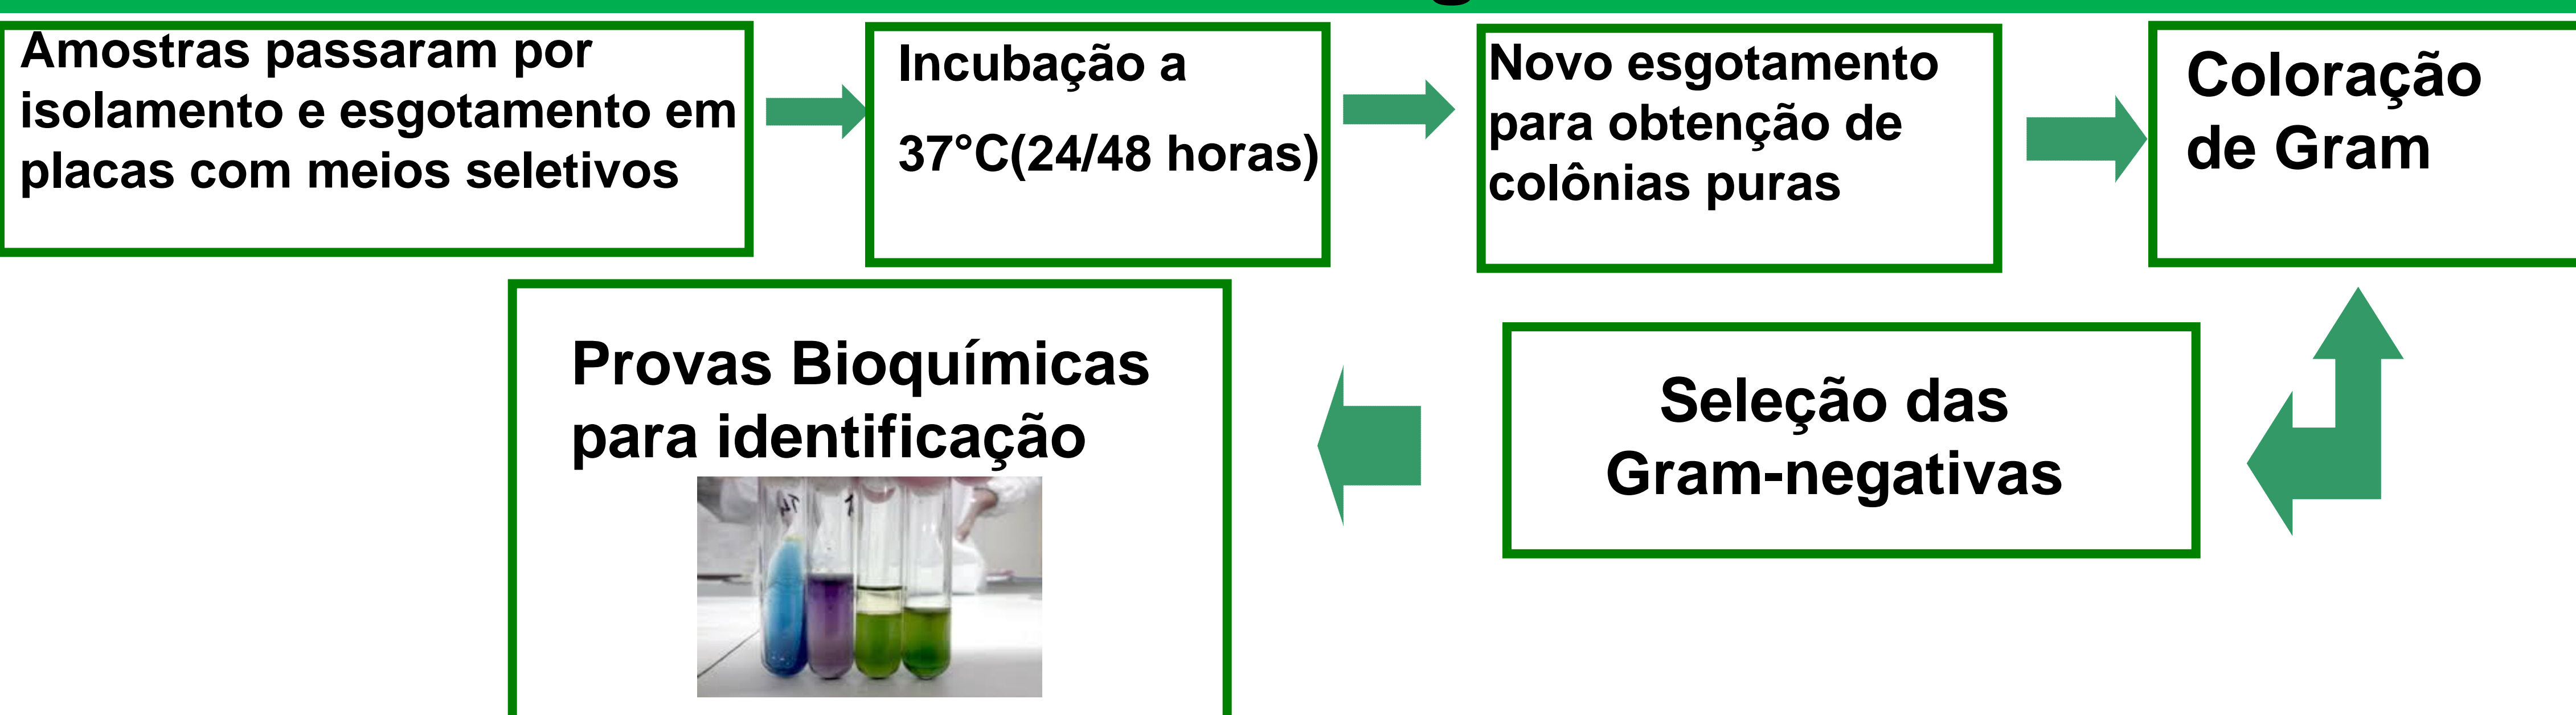 Amostras passaram por
isolamento e esgotamento em
placas com meios seletivos
Incubação a
37°C(24/48 horas)
Novo esgotamento
para obtenção de
colônias puras
Coloração
de Gram
Seleção das
Gram-negativas
Provas Bioquímicas
para identificação